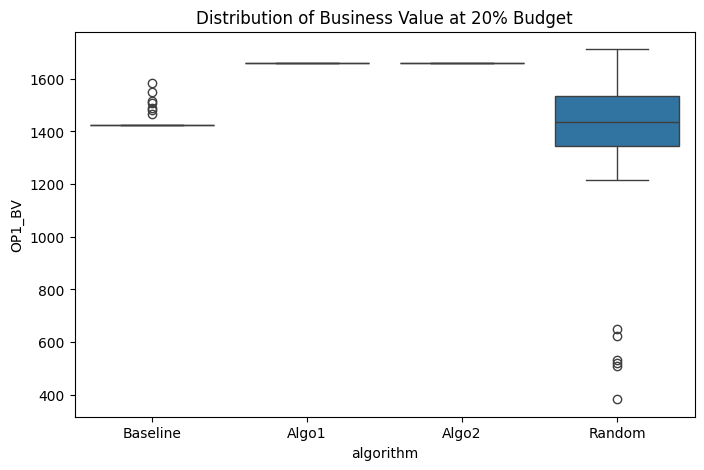 Distribution of Business Value at 20% Budget
OP1_BV
1600
1400
1200
1000
800
600
400
Baseline
Algo1
Algo2
Random
algorithm